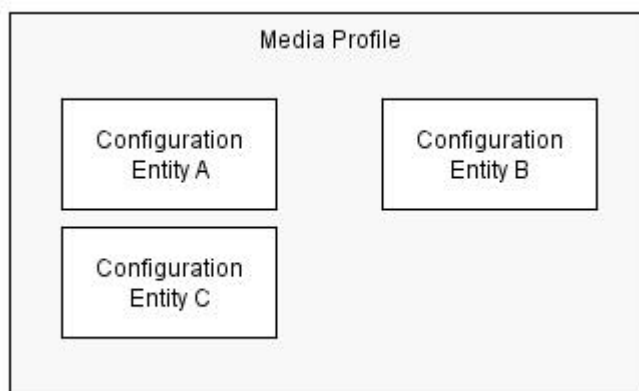 Media Profile
Configuration
Entity A
Configuration
Entity B
Configuration
Entity C